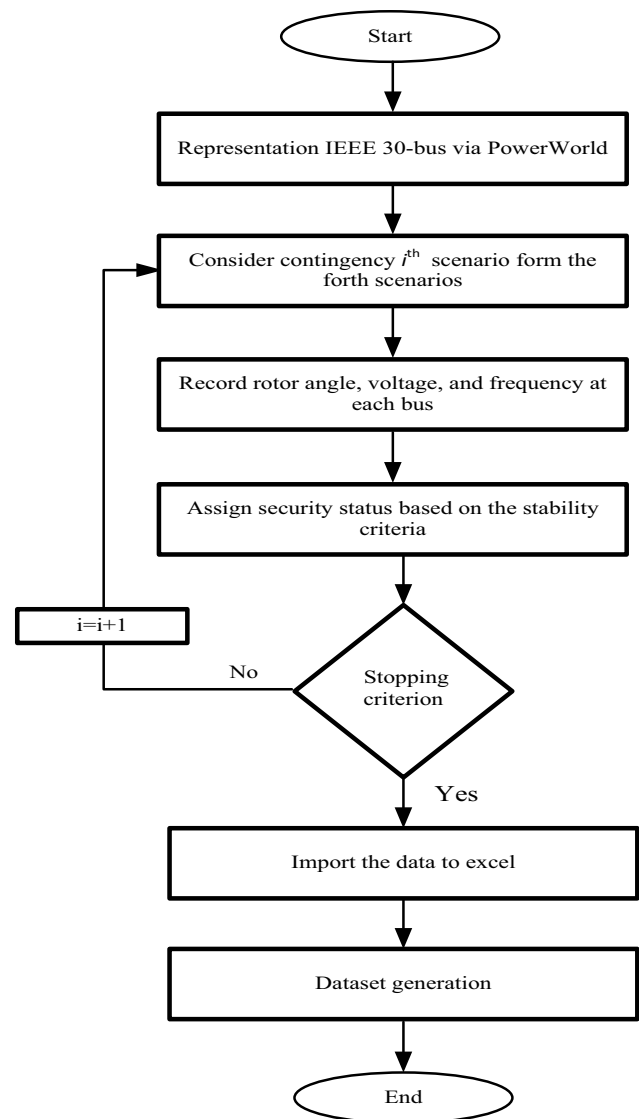 Start
Representation IEEE 30-bus via PowerWorld
Consider contingency iᵗʰ scenario form the
forth scenarios
Record rotor angle, voltage, and frequency at
each bus
Assign security status based on the stability
criteria
i=i+1
No
Stopping
criterion
Yes
Import the data to excel
Dataset generation
End